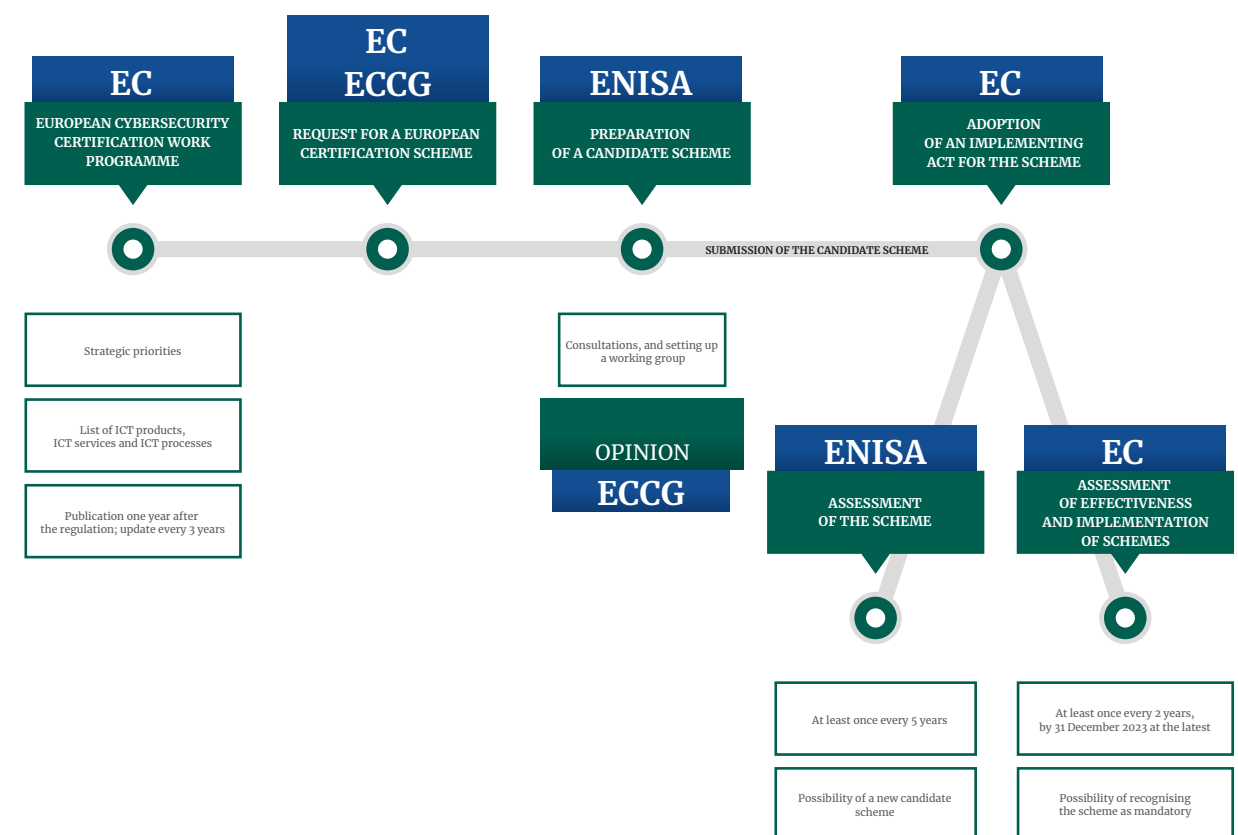 EC
EUROPEAN CYBERSECURITY
CERTIFICATION WORK
PROGRAMME
EC
ECCG
REQUEST FOR A EUROPEAN
CERTIFICATION SCHEME
ENISA
PREPARATION
OF A CANDIDATE SCHEME
EC
ADOPTION
OF AN IMPLEMENTING
ACT FOR THE SCHEME
SUBMISSION OF THE CANDIDATE SCHEME
Strategic priorities
List of ICT products,
ICT services and ICT processes
Publication one year after
the regulation; update every 3 years
Consultations, and setting up
a working group
OPINION
ECCG
ENISA
ASSESSMENT
OF THE SCHEME
EC
ASSESSMENT
OF EFFECTIVENESS
AND IMPLEMENTATION
OF SCHEMES
At least once every 5 years
Possibility of a new candidate
scheme
At least once every 2 years,
by 31 December 2023 at the latest
Possibility of recognising
the scheme as mandatory